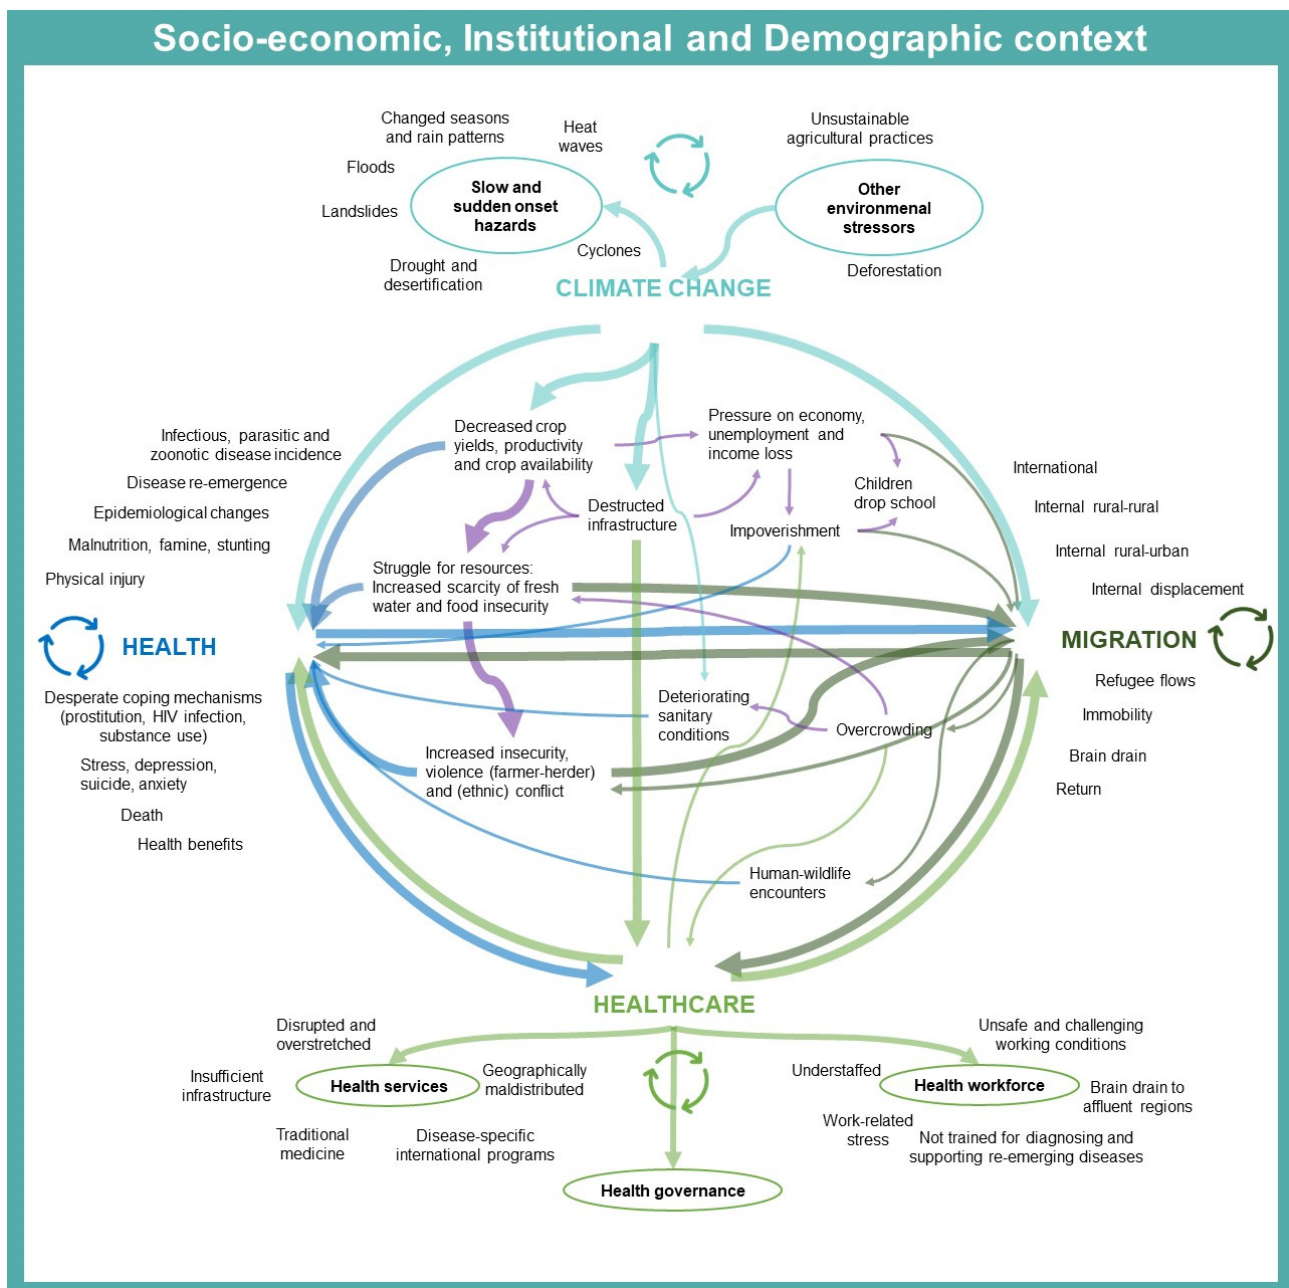 Socio-economic, Institutional and Demographic context
Changed seasons
and rain patterns
Heat
waves
Unsustainable
agricultural practices
Floods
Slow and
sudden onset
hazards
Other
environmenal
stressors
Landslides
Cyclones
Drought and
desertification
Deforestation
CLIMATE CHANGE
Decreased crop
yields, productivity
and crop availability
Pressure on economy,
unemployment and
income loss
Infectious, parasitic and
zoonotic disease incidence
Disease re-emergence
Epidemiological changes
Malnutrition, famine, stunting
Physical injury
Destructed
infrastructure
Impoverishment
Children
drop school
International
Internal rural-rural
Internal rural-urban
Internal displacement
Struggle for resources:
Increased scarcity of fresh
water and food insecurity
HEALTH
MIGRATION
Desperate coping mechanisms
(prostitution, HIV infection,
substance use)
Stress, depression,
suicide, anxiety
Death
Health benefits
Deteriorating
sanitary
conditions
Overcrowding
Refugee flows
Immobility
Brain drain
Return
Increased insecurity,
violence (farmer-herder)
and (ethnic) conflict
Human-wildlife
encounters
HEALTHCARE
Disrupted and
overstretched
Insufficient
infrastructure
Health services
Geographically
maldistributed
Traditional
medicine
Disease-specific
international programs
Unsafe and challenging
working conditions
Understaffed
Health workforce
Brain drain to
affluent regions
Work-related
stress
Not trained for diagnosing and
supporting re-emerging diseases
Health governance